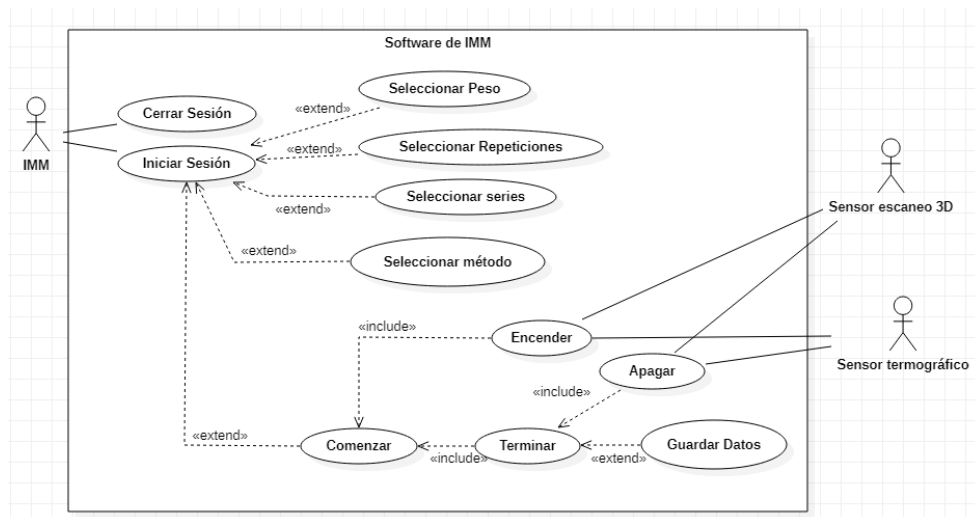 Software de IMM
Seleccionar Peso
«extend»
Cerrar Sesión
Seleccionar Repeticiones
«extend»
IMM
Iniciar Sesión
Seleccionar series
«extend»
Sensor escaneo 3D
«extend»
Seleccionar método
«include»
Encender
Sensor termográfico
Apagar
«include»
«extend»
Comenzar
«include»
Terminar
«extend»
Guardar Datos